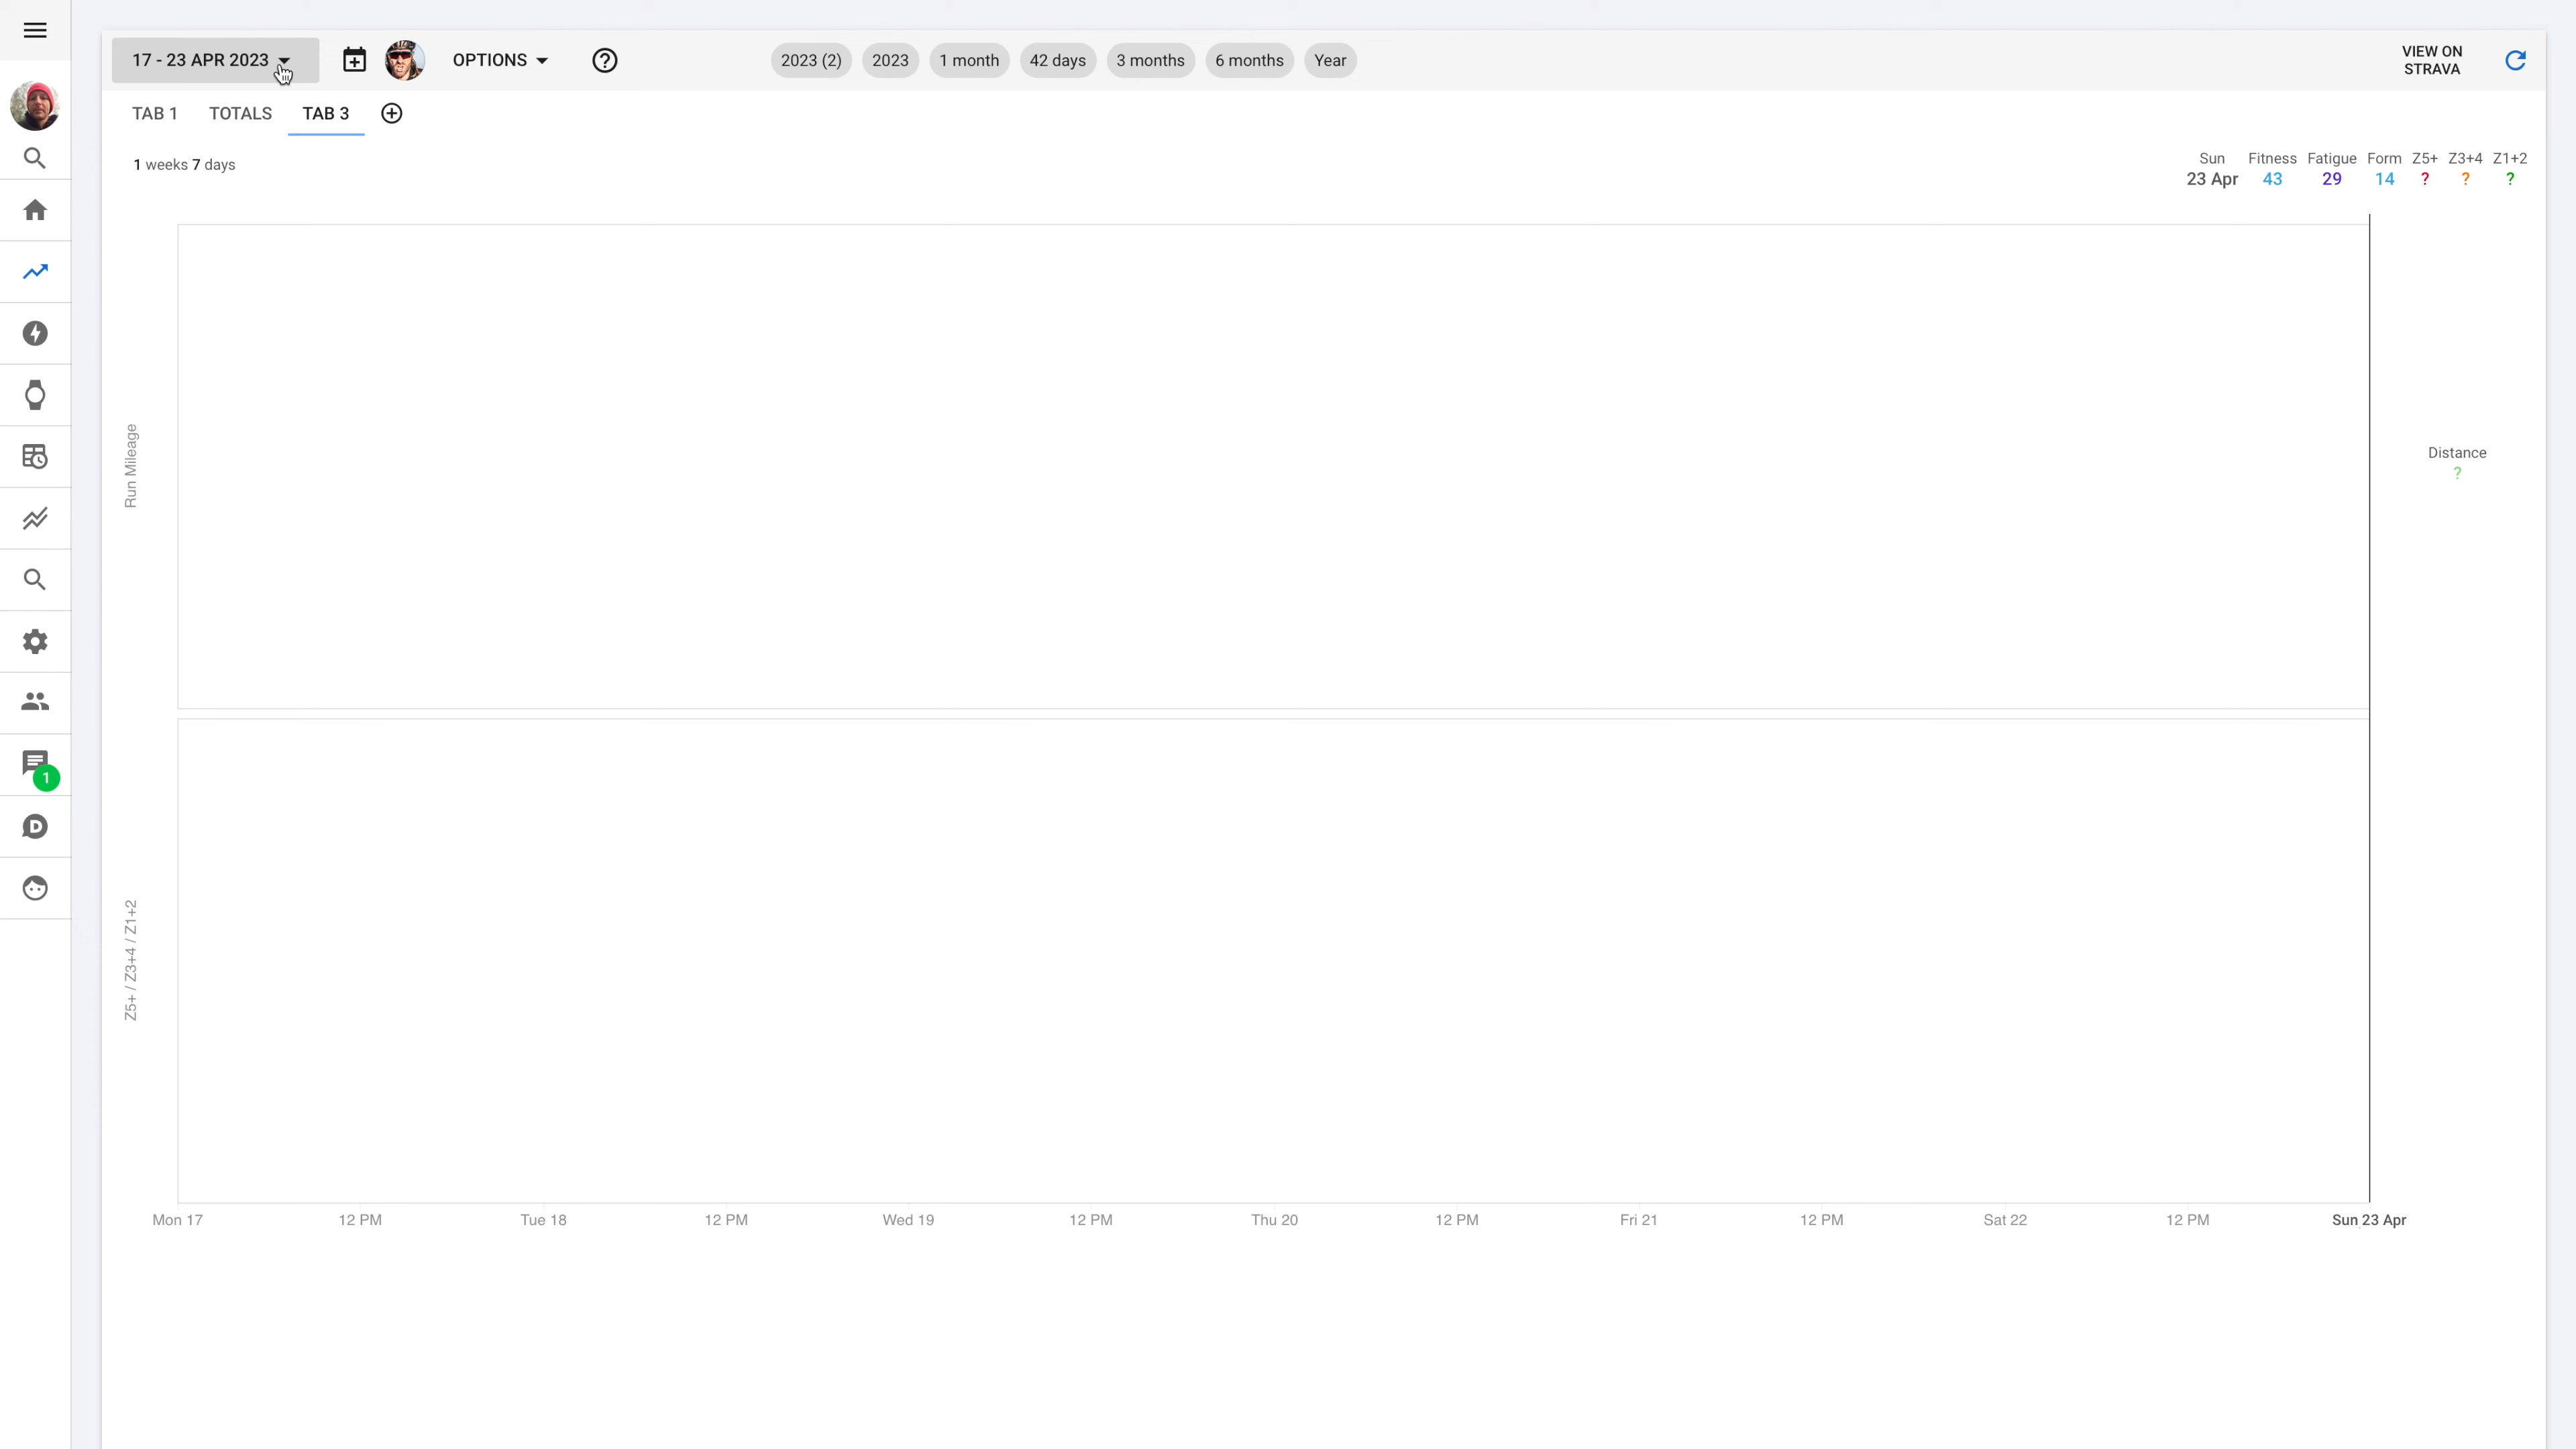 17 - 23 APR 2023
OPTIONS
2023 (2)
2023
1 month
42 days
3 months
6 months
Year
VIEW ON
STRAVA
TAB 1
TOTALS
TAB 3
1 weeks 7 days
Sun Fitness Fatigue Form Z5+ Z3+4 Z1+2
23 Apr 43 29 14 ? ? ?
Run Mileage
Distance
?
1
D
Z5+ / Z3+4 / Z1+2
Mon 17 12 PM Tue 18 12 PM Wed 19 12 PM Thu 20 12 PM Fri 21 12 PM Sat 22 12 PM Sun 23 Apr